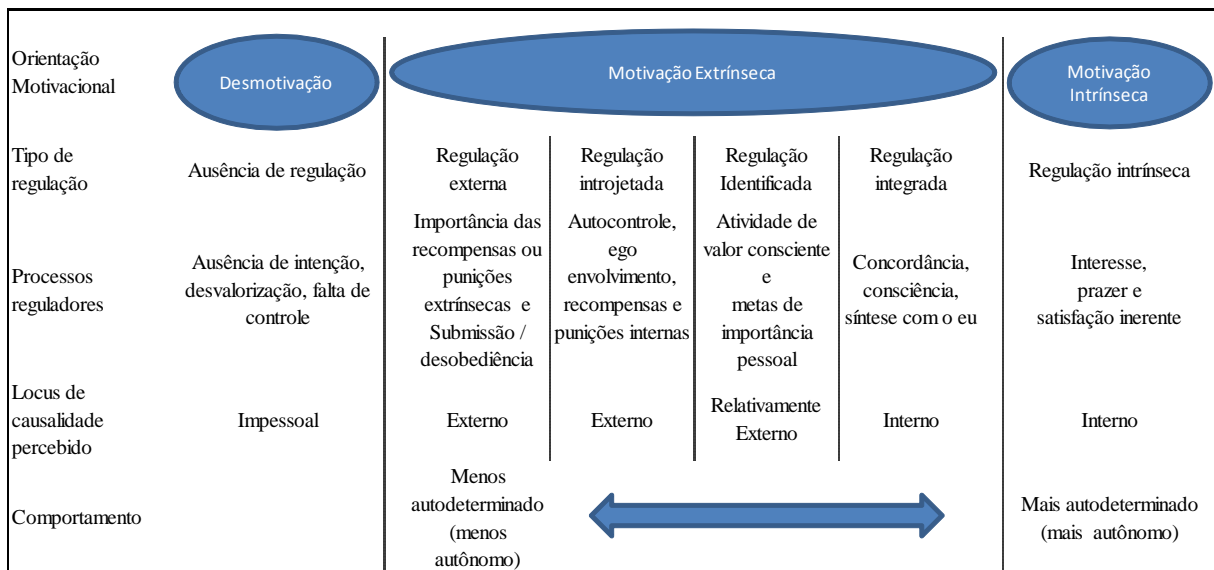 Orientação
Motivacional
Desmotivação
Motivação Extrínseca
Motivação
Intrínseca
Tipo de
regulação
Ausência de regulação
Regulação
externa
Regulação
introjetada
Regulação
Identificada
Regulação
integrada
Regulação intrínseca
Processos
reguladores
Ausência de intenção,
desvalorização, falta de
controle
Importância das
recompensas ou
punições
extrínsecas e
Submissão /
desobediência
Autocontrole,
ego
envolvimento,
recompensas e
punições internas
Atividade de
valor consciente
e
metas de
importância
pessoal
Concordância,
consciência,
síntese com o eu
Interesse,
prazer e
satisfação inerente
Locus de
causalidade
percebido
Impessoal
Externo
Externo
Relativamente
Externo
Interno
Interno
Comportamento
Menos
autodeterminado
(menos
autônomo)
Mais autodeterminado
(mais autônomo)